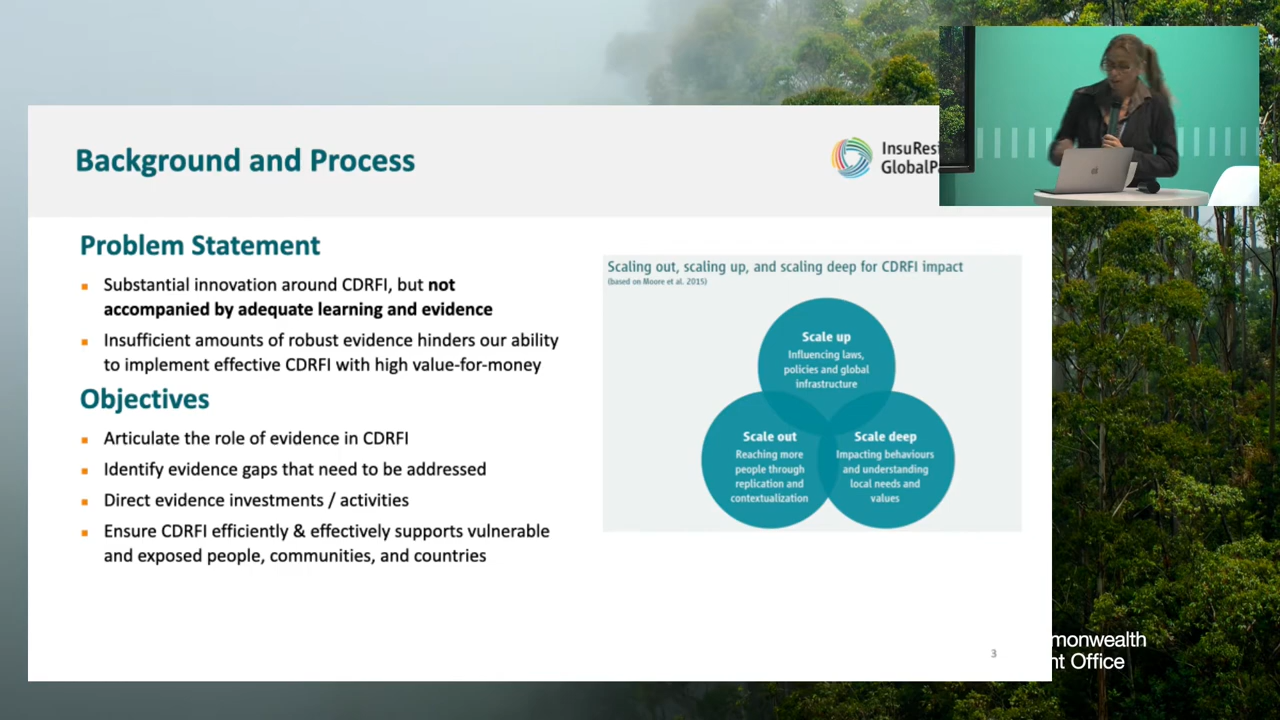 Background and Process
InsuRes
GlobalP
Problem Statement
Substantial innovation around CDRFI, but not
accompanied by adequate learning and evidence
Insufficient amounts of robust evidence hinders our ability
to implement effective CDRFI with high value-for-money
Objectives
Articulate the role of evidence in CDRFI
Identify evidence gaps that need to be addressed
Direct evidence investments / activities
Ensure CDRFI efficiently & effectively supports vulnerable
and exposed people, communities, and countries
Scaling out, scaling up, and scaling deep for CDRFI impact
(based on Moore et al. 2015)
Scale up
Influencing laws,
policies and global
infrastructure
Scale out
Reaching more
people through
replication and
contextualization
Scale deep
Impacting behaviours
and understanding
local needs and
values
3
monwealth
nt Office